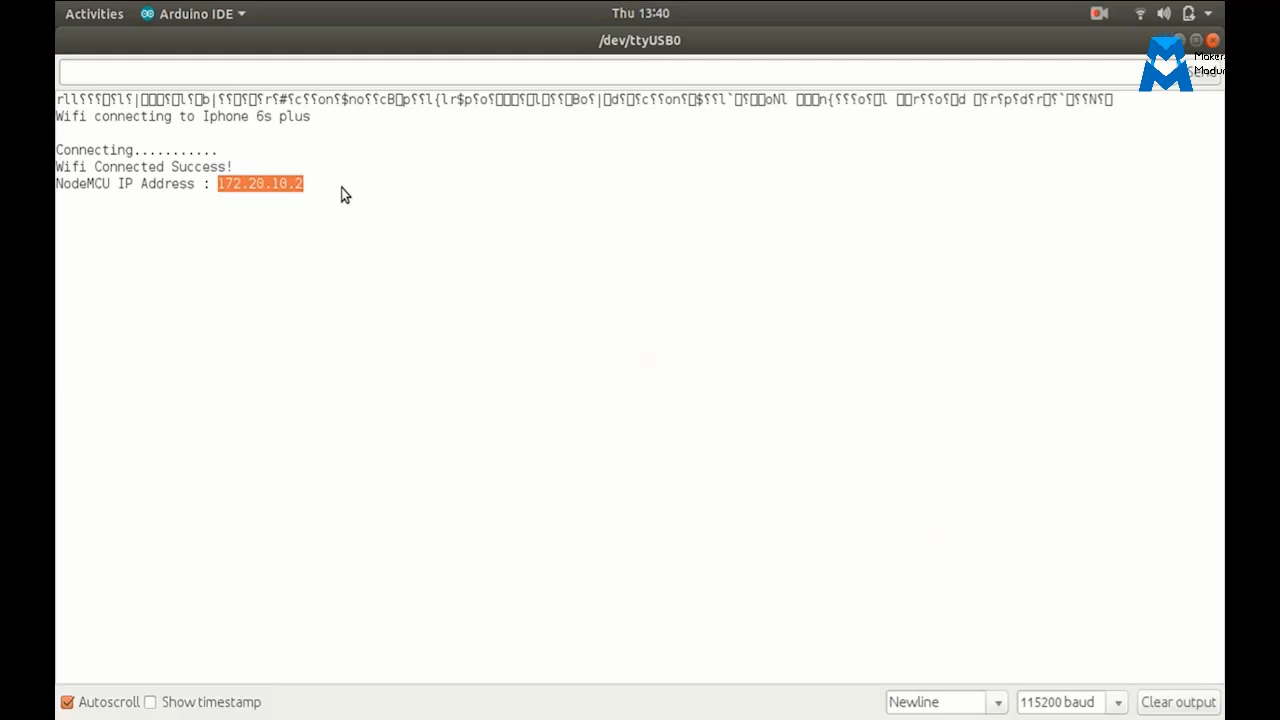 Activities Arduino IDE Thu 13:40
/dev/ttyUSB0
Makers
Wifi connecting to Iphone 6s plus
Connecting...........
Wifi Connected Success!
NodeMCU IP Address : 172.20.10.2
Autoscroll Show timestamp Newline 115200 baud Clear output